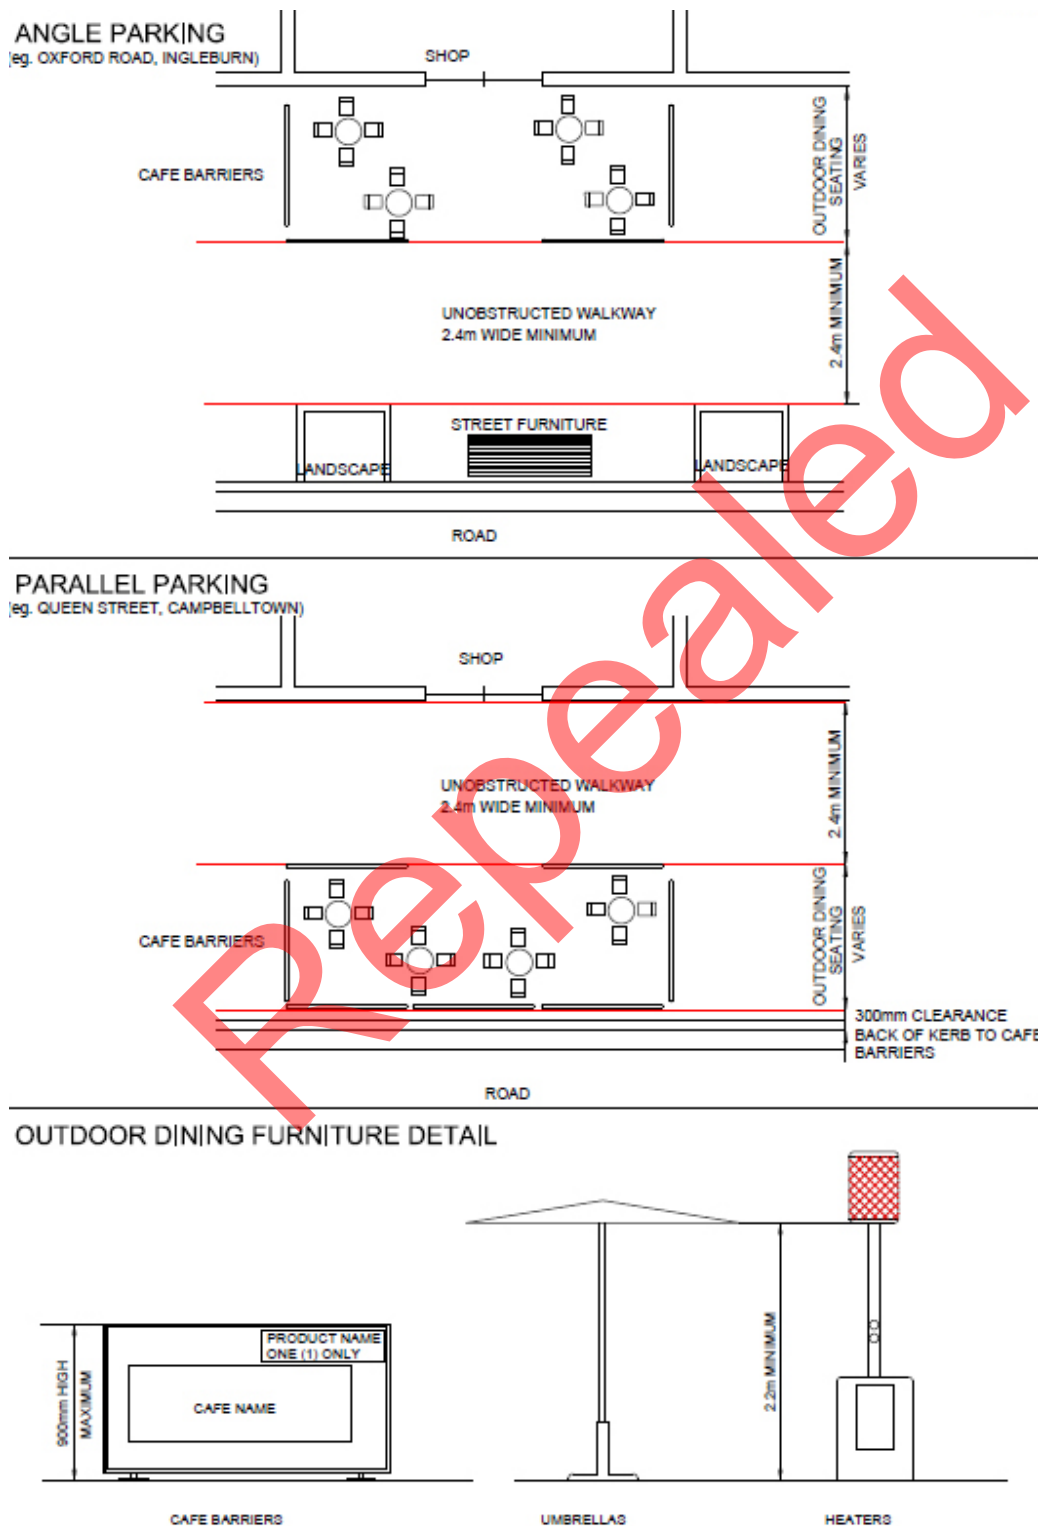 ANGLE PARKING
(eg. OXFORD ROAD, INGLEBURN)
SHOP
CAFE BARRIERS
OUTDOOR DINING
SEATING
VARIES
UNOBSTRUCTED WALKWAY
2.4m WIDE MINIMUM
2.4m MINIMUM
STREET FURNITURE
LANDSCAPE
LANDSCAPE
ROAD
PARALLEL PARKING
(eg. QUEEN STREET, CAMPBELLTOWN)
SHOP
UNOBSTRUCTED WALKWAY
2.4m WIDE MINIMUM
2.4m MINIMUM
CAFE BARRIERS
OUTDOOR DINING
SEATING
VARIES
300mm CLEARANCE
BACK OF KERB TO CAFE
BARRIERS
ROAD
Repealed
OUTDOOR DINING FURNITURE DETAIL
900mm HIGH
MAXIMUM
PRODUCT NAME
ONE (1) ONLY
CAFE NAME
2.2m MINIMUM
CAFE BARRIERS
UMBRELLAS
HEATERS